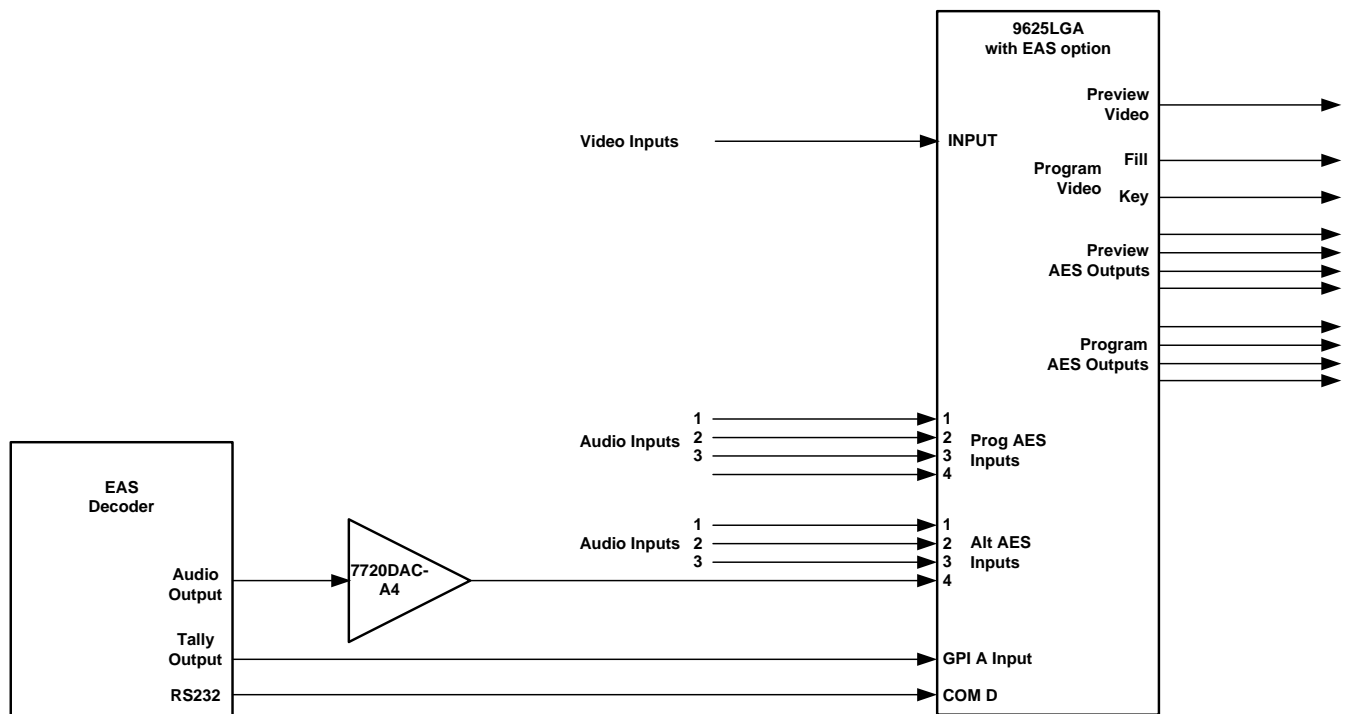 9625LGA
with EAS option
Preview
Video
Video Inputs
INPUT
Fill
Program
Video
Key
Preview
AES Outputs
Program
AES Outputs
1
1
Audio Inputs
2
2
Prog AES
3
3
Inputs
4
EAS
Decoder
1
1
Audio Inputs
2
2
Alt AES
3
3
Inputs
4
7720DAC-
A4
Audio
Output
Tally
Output
GPI A Input
RS232
COM D